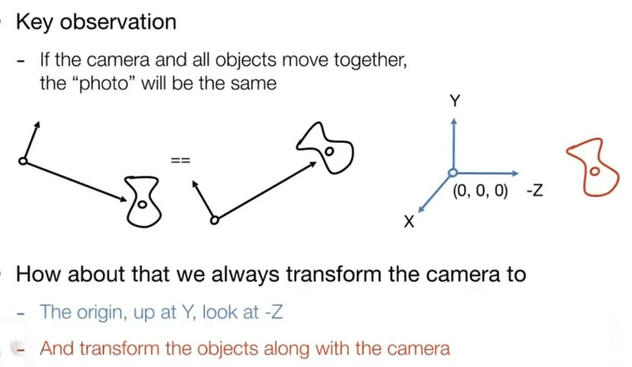 Key observation
- If the camera and all objects move together,
the “photo” will be the same
==
Y
(0, 0, 0) -Z
X
How about that we always transform the camera to
- The origin, up at Y, look at -Z
- And transform the objects along with the camera